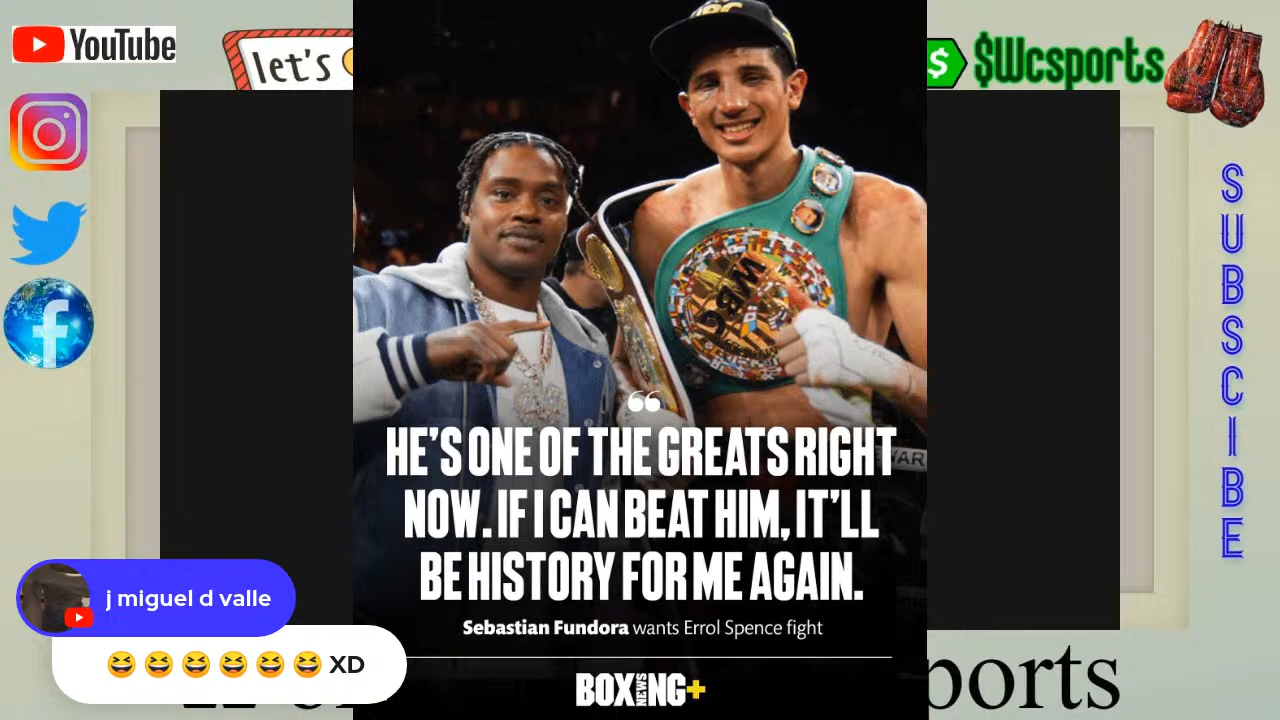 YouTube
let's
$
$Wcsports
WBC
SUBSCIBE
“
HE'S ONE OF THE GREATS RIGHT
NOW. IF I CAN BEAT HIM, IT'LL
BE HISTORY FOR ME AGAIN.
Sebastian Fundora wants Errol Spence fight
BOXING NEWS+
j miguel d valle
😆 😆 😆 😆 😆 😆 XD
ports